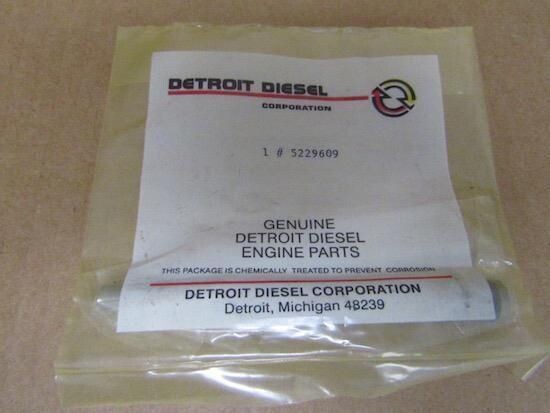 DETROIT DIESEL
CORPORATION
1 # 5229609
GENUINE
DETROIT DIESEL
ENGINE PARTS
THIS PACKAGE IS CHEMICALLY TREATED TO PREVENT CORROSION
DETROIT DIESEL CORPORATION
Detroit, Michigan 48239